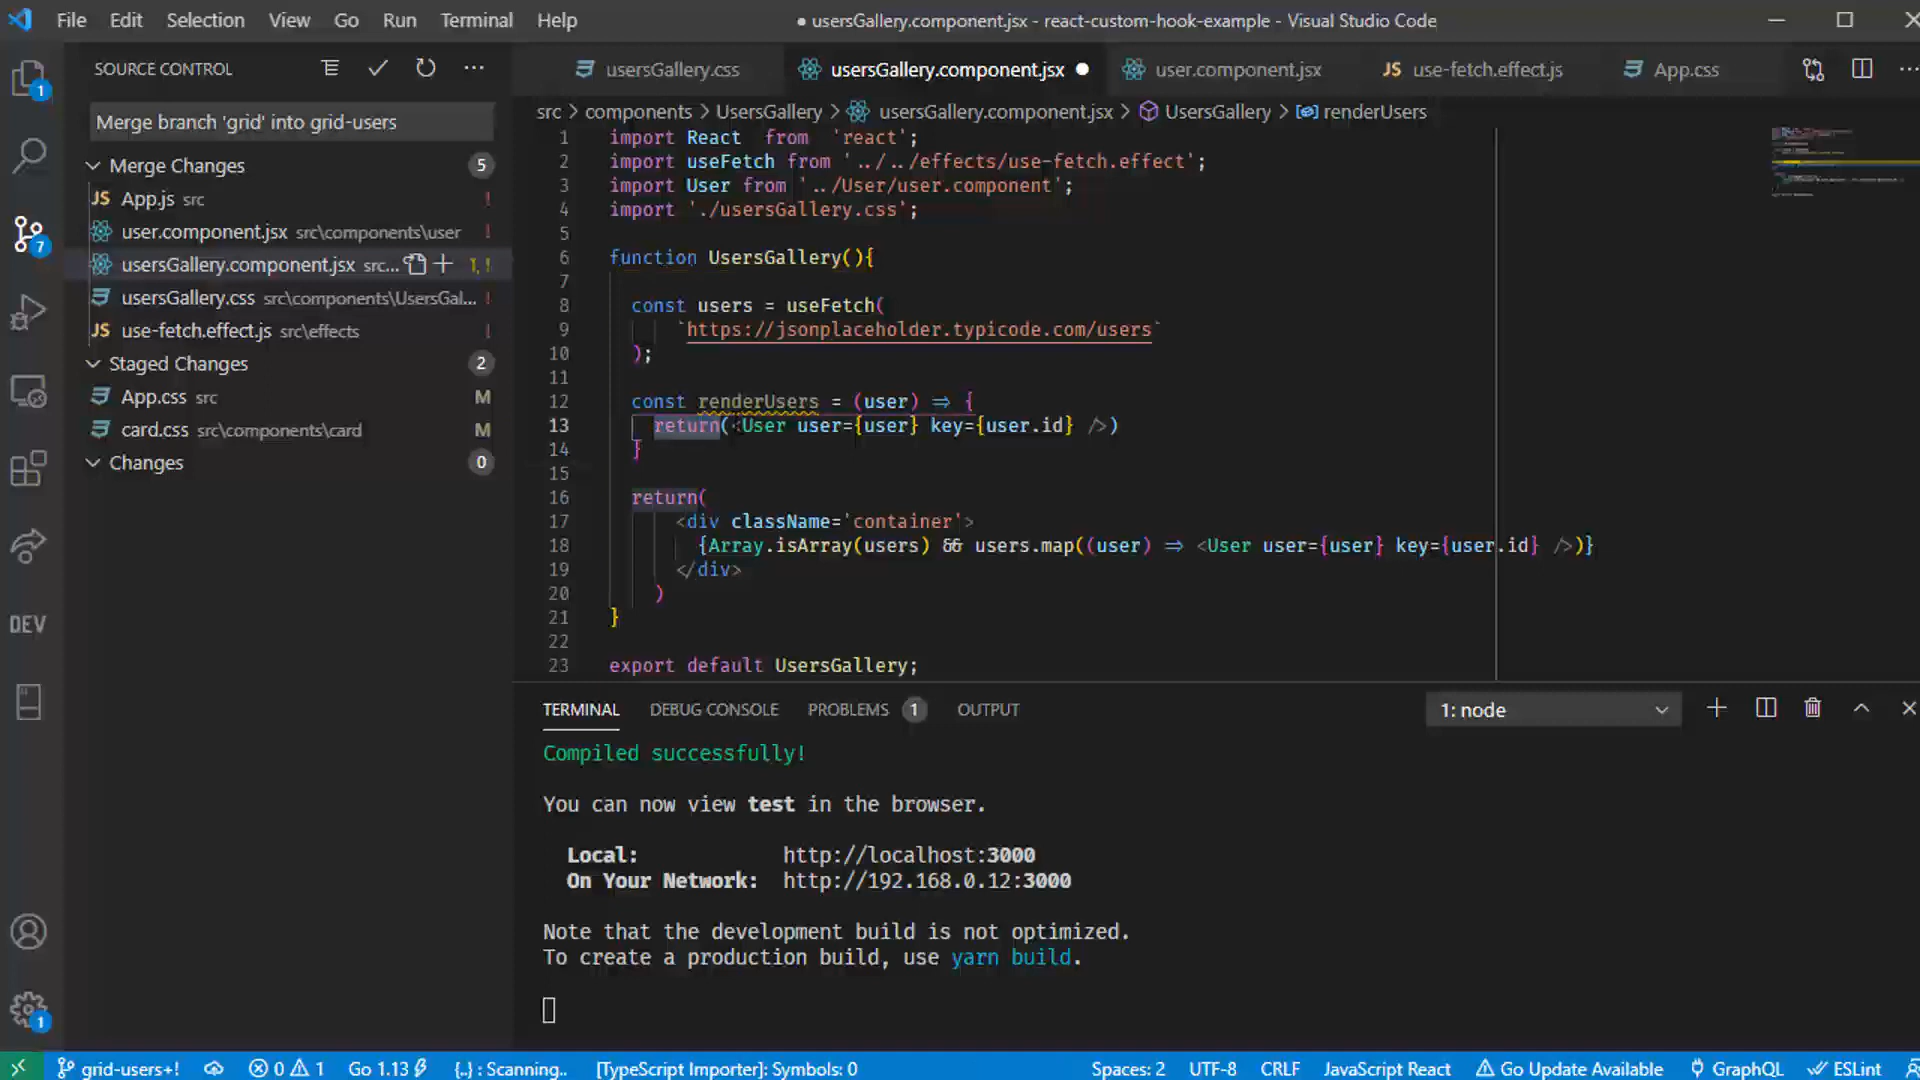 File Edit Selection View Go Run Terminal Help
● usersGallery.component.jsx - react-custom-hook-example - Visual Studio Code
SOURCE CONTROL
usersGallery.css
usersGallery.component.jsx
user.component.jsx
JS use-fetch.effect.js
App.css
Merge branch 'grid' into grid-users
src > components > UsersGallery > usersGallery.component.jsx > UsersGallery > renderUsers
Merge Changes 5
JS App.js src !
user.component.jsx src\components\user !
usersGallery.component.jsx src... 1, !
usersGallery.css src\components\UsersGal... !
JS use-fetch.effect.js src\effects !
Staged Changes 2
App.css src M
card.css src\components\card M
Changes 0
1
7
DEV
1
1 import React from 'react';
2 import useFetch from '../../effects/use-fetch.effect';
3 import User from '../User/user.component';
4 import './usersGallery.css';
5
6 function UsersGallery(){
7
8 const users = useFetch(
9 `https://jsonplaceholder.typicode.com/users`
10 );
11
12 const renderUsers = (user) => {
13 return(<User user={user} key={user.id} />)
14 }
15
16 return(
17 <div className='container'>
18 {Array.isArray(users) && users.map((user) => <User user={user} key={user.id} />)}
19 </div>
20 )
21 }
22
23 export default UsersGallery;
TERMINAL DEBUG CONSOLE PROBLEMS 1 OUTPUT
1: node
Compiled successfully!
You can now view test in the browser.
Local: http://localhost:3000
On Your Network: http://192.168.0.12:3000
Note that the development build is not optimized.
To create a production build, use yarn build.
grid-users+! 0 1 Go 1.13 {..} : Scanning.. [TypeScript Importer]: Symbols: 0
Spaces: 2 UTF-8 CRLF JavaScript React Go Update Available GraphQL ESLint